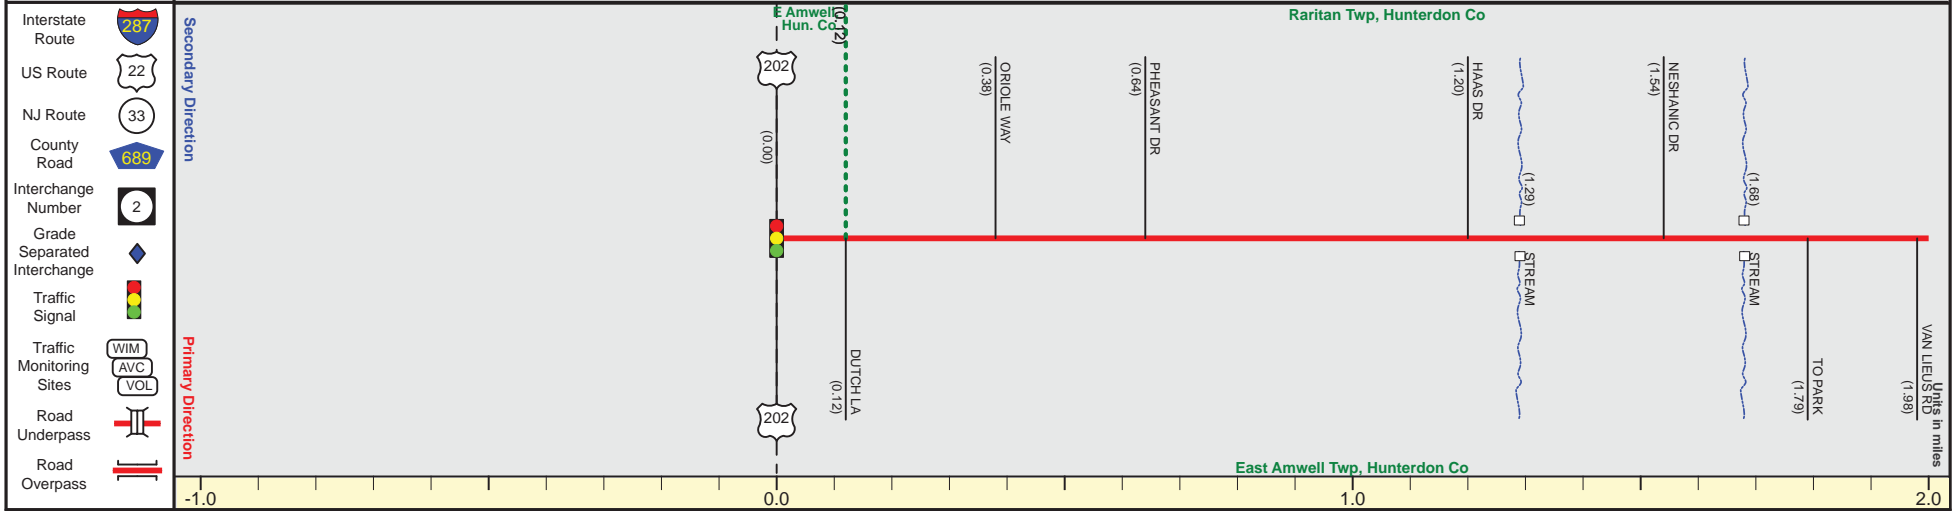 Interstate
Route
287
US Route
22
NJ Route
33
County
Road
689
Interchange
Number
2
Grade
Separated
Interchange
Traffic
Signal
Traffic
Monitoring
Sites
WIM
AVC
VOL
Road
Underpass
Road
Overpass
Secondary Direction
Primary Direction
E Amwell
Hun. Co
(0.12)
Raritan Twp, Hunterdon Co
202
(0.00)
ORIOLE WAY
(0.38)
PHEASANT DR
(0.64)
HAAS DR
(1.20)
(1.29)
NESHANIC DR
(1.54)
(1.68)
STREAM
STREAM
202
DUTCH LA
(0.12)
TO PARK
(1.79)
VAN LIEUS RD
(1.98)
Units in miles
East Amwell Twp, Hunterdon Co
-1.0
0.0
1.0
2.0